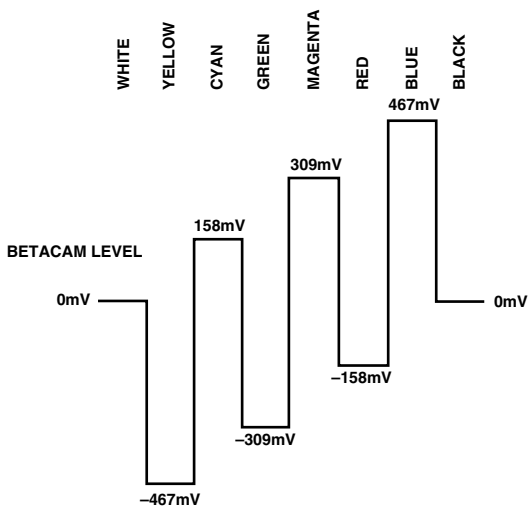 WHITE
YELLOW
CYAN
GREEN
MAGENTA
RED
BLUE
BLACK
467mV
309mV
158mV
BETACAM LEVEL
0mV
0mV
–158mV
–309mV
–467mV